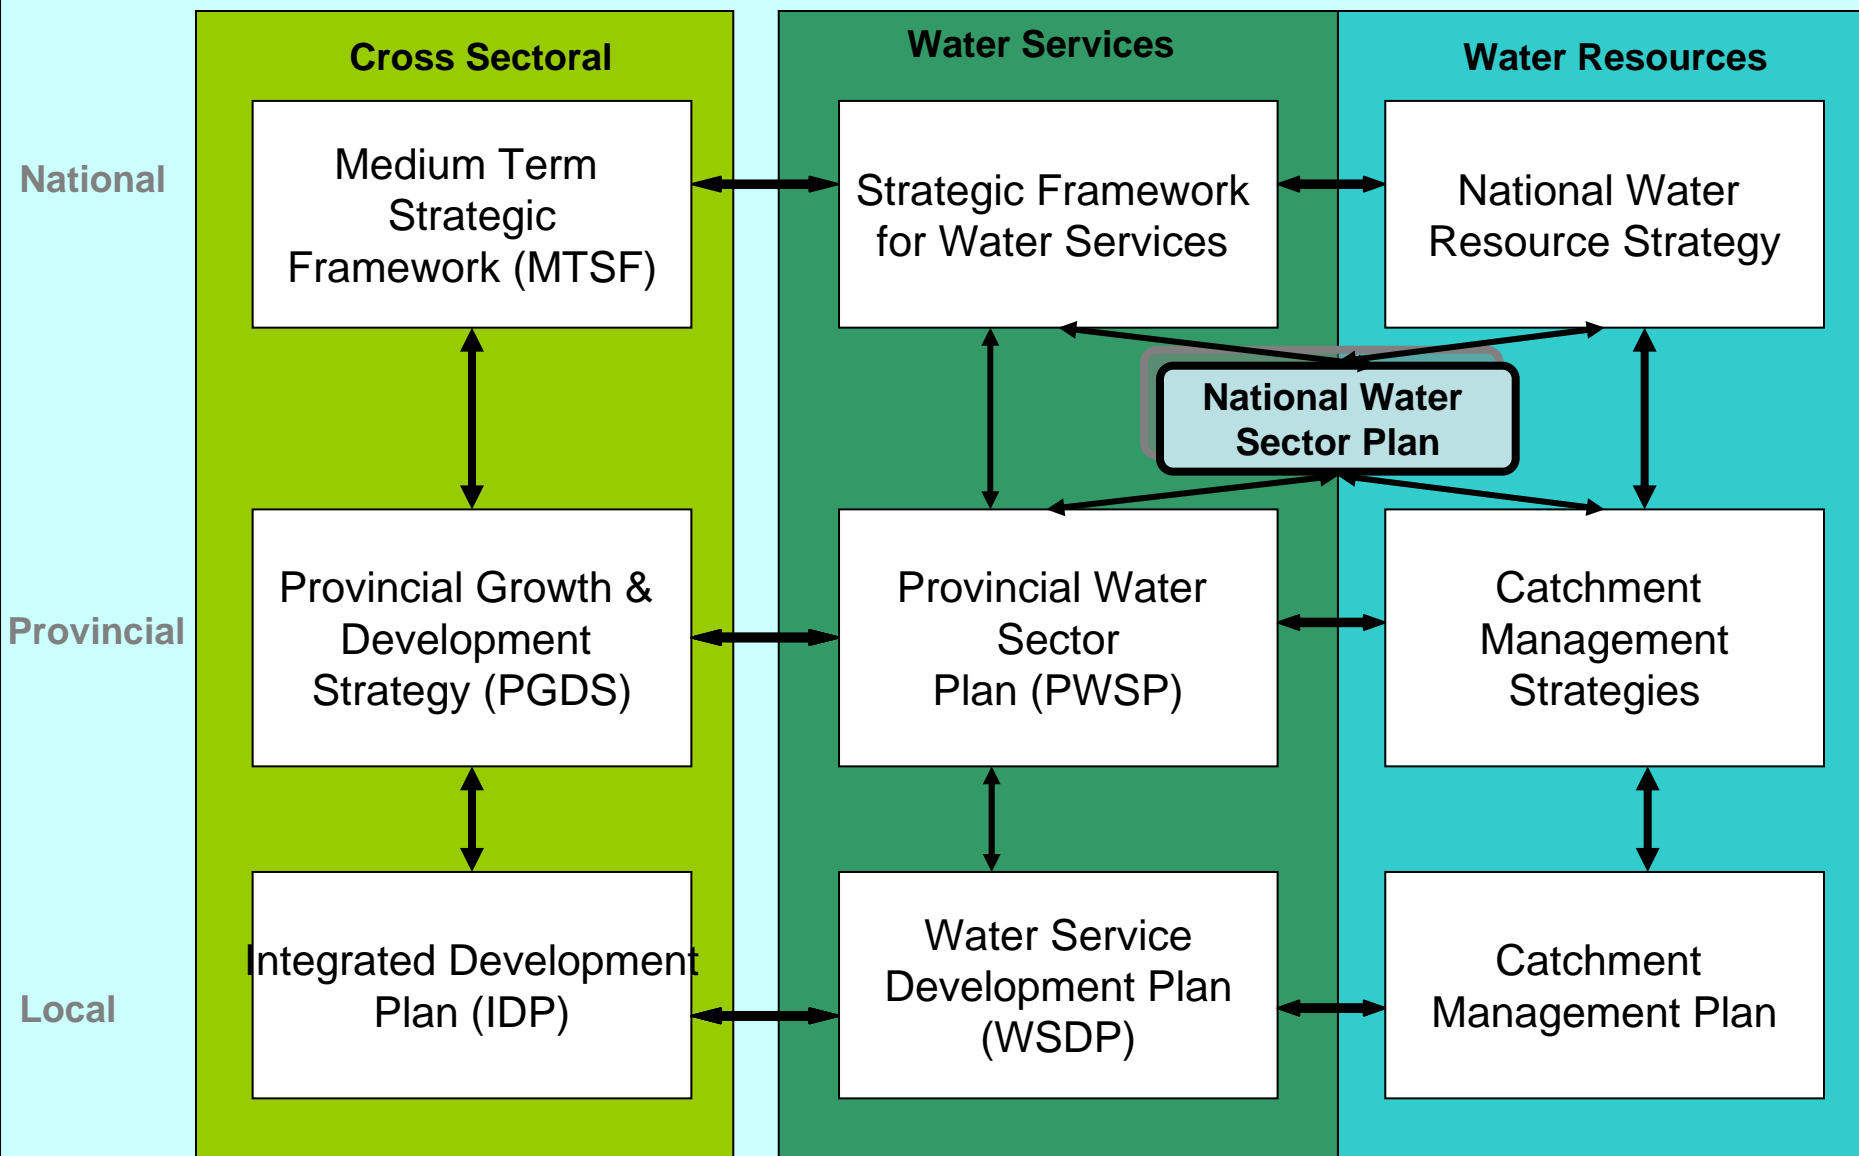 Cross Sectoral
Water Services
Water Resources
National
Medium Term
Strategic
Framework (MTSF)
Strategic Framework
for Water Services
National Water
Resource Strategy
National Water
Sector Plan
Provincial
Provincial Growth &
Development
Strategy (PGDS)
Provincial Water
Sector
Plan (PWSP)
Catchment
Management
Strategies
Local
Integrated Development
Plan (IDP)
Water Service
Development Plan
(WSDP)
Catchment
Management Plan